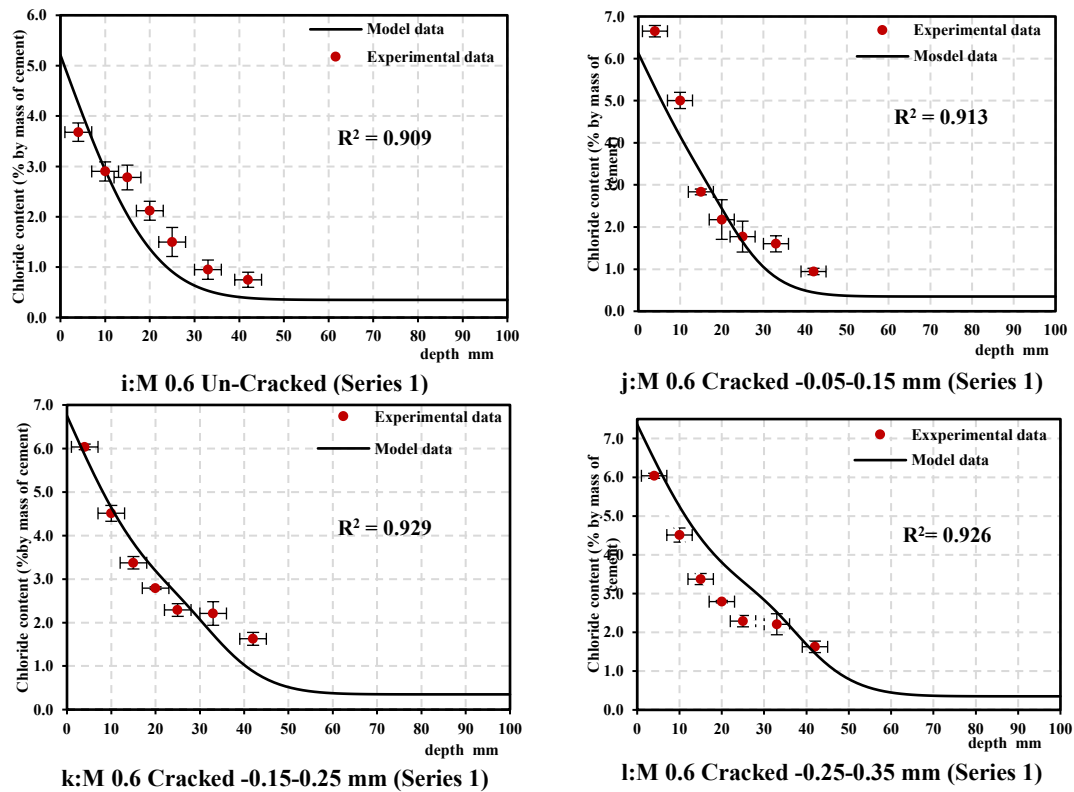 6.0
5.0
4.0
3.0
2.0
1.0
0.0
Chloride content (% by mass of cement)
Model data
Experimental data
R² = 0.909
0 10 20 30 40 50 60 70 80 90 100
depth mm
i:M 0.6 Un-Cracked (Series 1)
7.0
6.0
5.0
4.0
3.0
2.0
1.0
0.0
Chloride content (% by mass of
cement)
Experimental data
Mosdel data
R² = 0.913
0 10 20 30 40 50 60 70 80 90 100
depth mm
j:M 0.6 Cracked -0.05-0.15 mm (Series 1)
7.0
6.0
5.0
4.0
3.0
2.0
1.0
0.0
Chloride content (%by mass of cement)
Experimental data
Model data
R² = 0.929
0 10 20 30 40 50 60 70 80 90 100
depth mm
k:M 0.6 Cracked -0.15-0.25 mm (Series 1)
7.0
6.0
5.0
4.0
3.0
2.0
1.0
0.0
Chloride content (% by mass of
cement)
Exxperimental data
Model data
R²= 0.926
0 10 20 30 40 50 60 70 80 90 100
depth mm
l:M 0.6 Cracked -0.25-0.35 mm (Series 1)